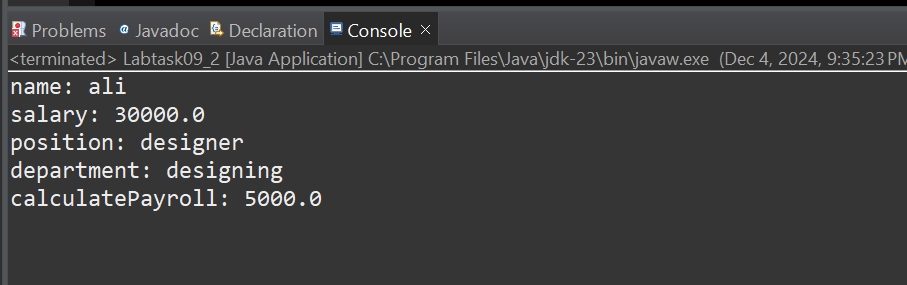 Problems Javadoc Declaration Console
<terminated> Labtask09_2 [Java Application] C:\Program Files\Java\jdk-23\bin\javaw.exe (Dec 4, 2024, 9:35:23 PM
name: ali
salary: 30000.0
position: designer
department: designing
calculatePayroll: 5000.0